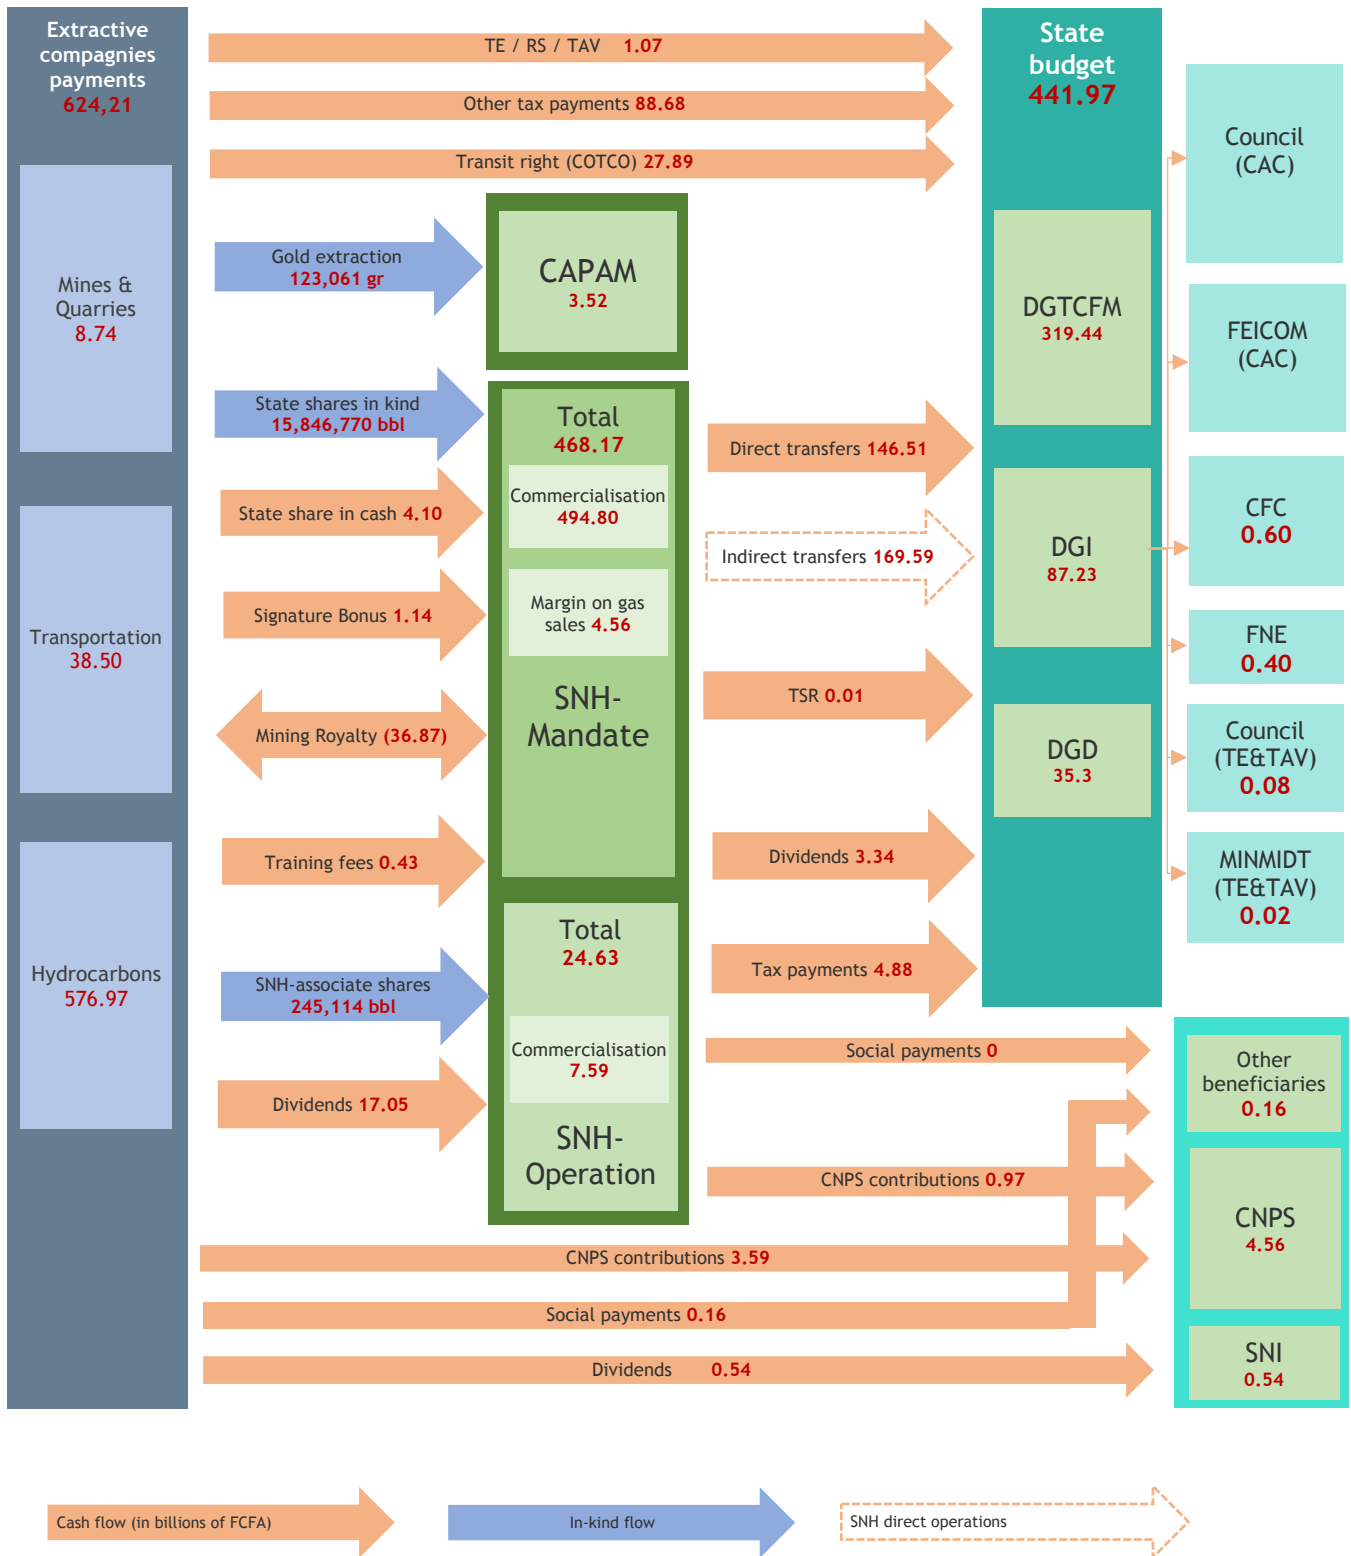 Extractive
compagnies
payments
624,21
Mines &
Quarries
8.74
Transportation
38.50
Hydrocarbons
576.97
TE / RS / TAV 1.07
Other tax payments 88.68
Transit right (COTCO) 27.89
Gold extraction
123,061 gr
State shares in kind
15,846,770 bbl
State share in cash 4.10
Signature Bonus 1.14
Mining Royalty (36.87)
Training fees 0.43
SNH-associate shares
245,114 bbl
Dividends 17.05
CAPAM
3.52
Total
468.17
Commercialisation
494.80
Margin on gas
sales 4.56
SNH-
Mandate
Total
24.63
Commercialisation
7.59
SNH-
Operation
Direct transfers 146.51
Indirect transfers 169.59
TSR 0.01
Dividends 3.34
Tax payments 4.88
Social payments 0
CNPS contributions 0.97
CNPS contributions 3.59
Social payments 0.16
Dividends 0.54
State
budget
441.97
DGTCFM
319.44
DGI
87.23
DGD
35.3
Council
(CAC)
FEICOM
(CAC)
CFC
0.60
FNE
0.40
Council
(TE&TAV)
0.08
MINMIDT
(TE&TAV)
0.02
Other
beneficiaries
0.16
CNPS
4.56
SNI
0.54
Cash flow (in billions of FCFA)
In-kind flow
SNH direct operations